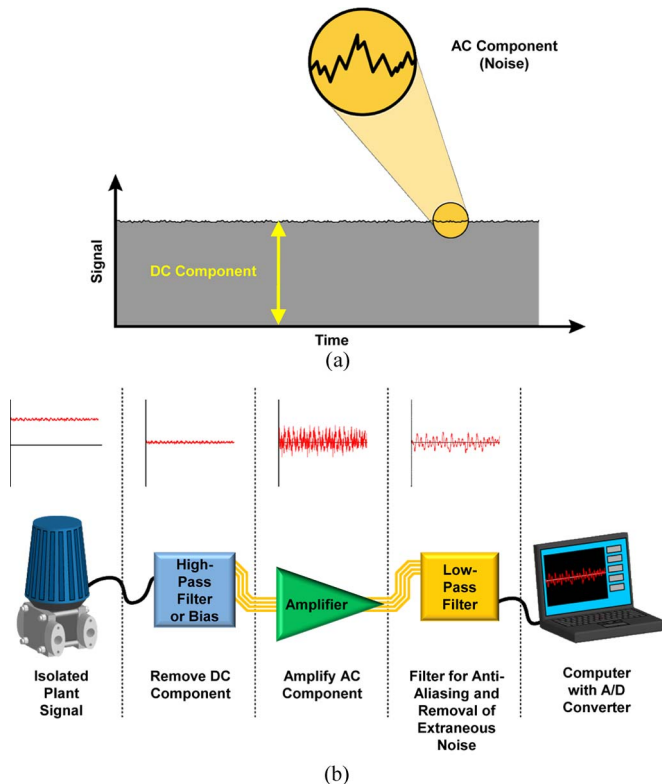 AC Component
(Noise)
Signal
DC Component
Time
(a)
High-
Pass
Filter
or Bias
Amplifier
Low-
Pass
Filter
Isolated
Plant
Signal
Remove DC
Component
Amplify AC
Component
Filter for Anti-
Aliasing and
Removal of
Extraneous
Noise
Computer
with A/D
Converter
(b)